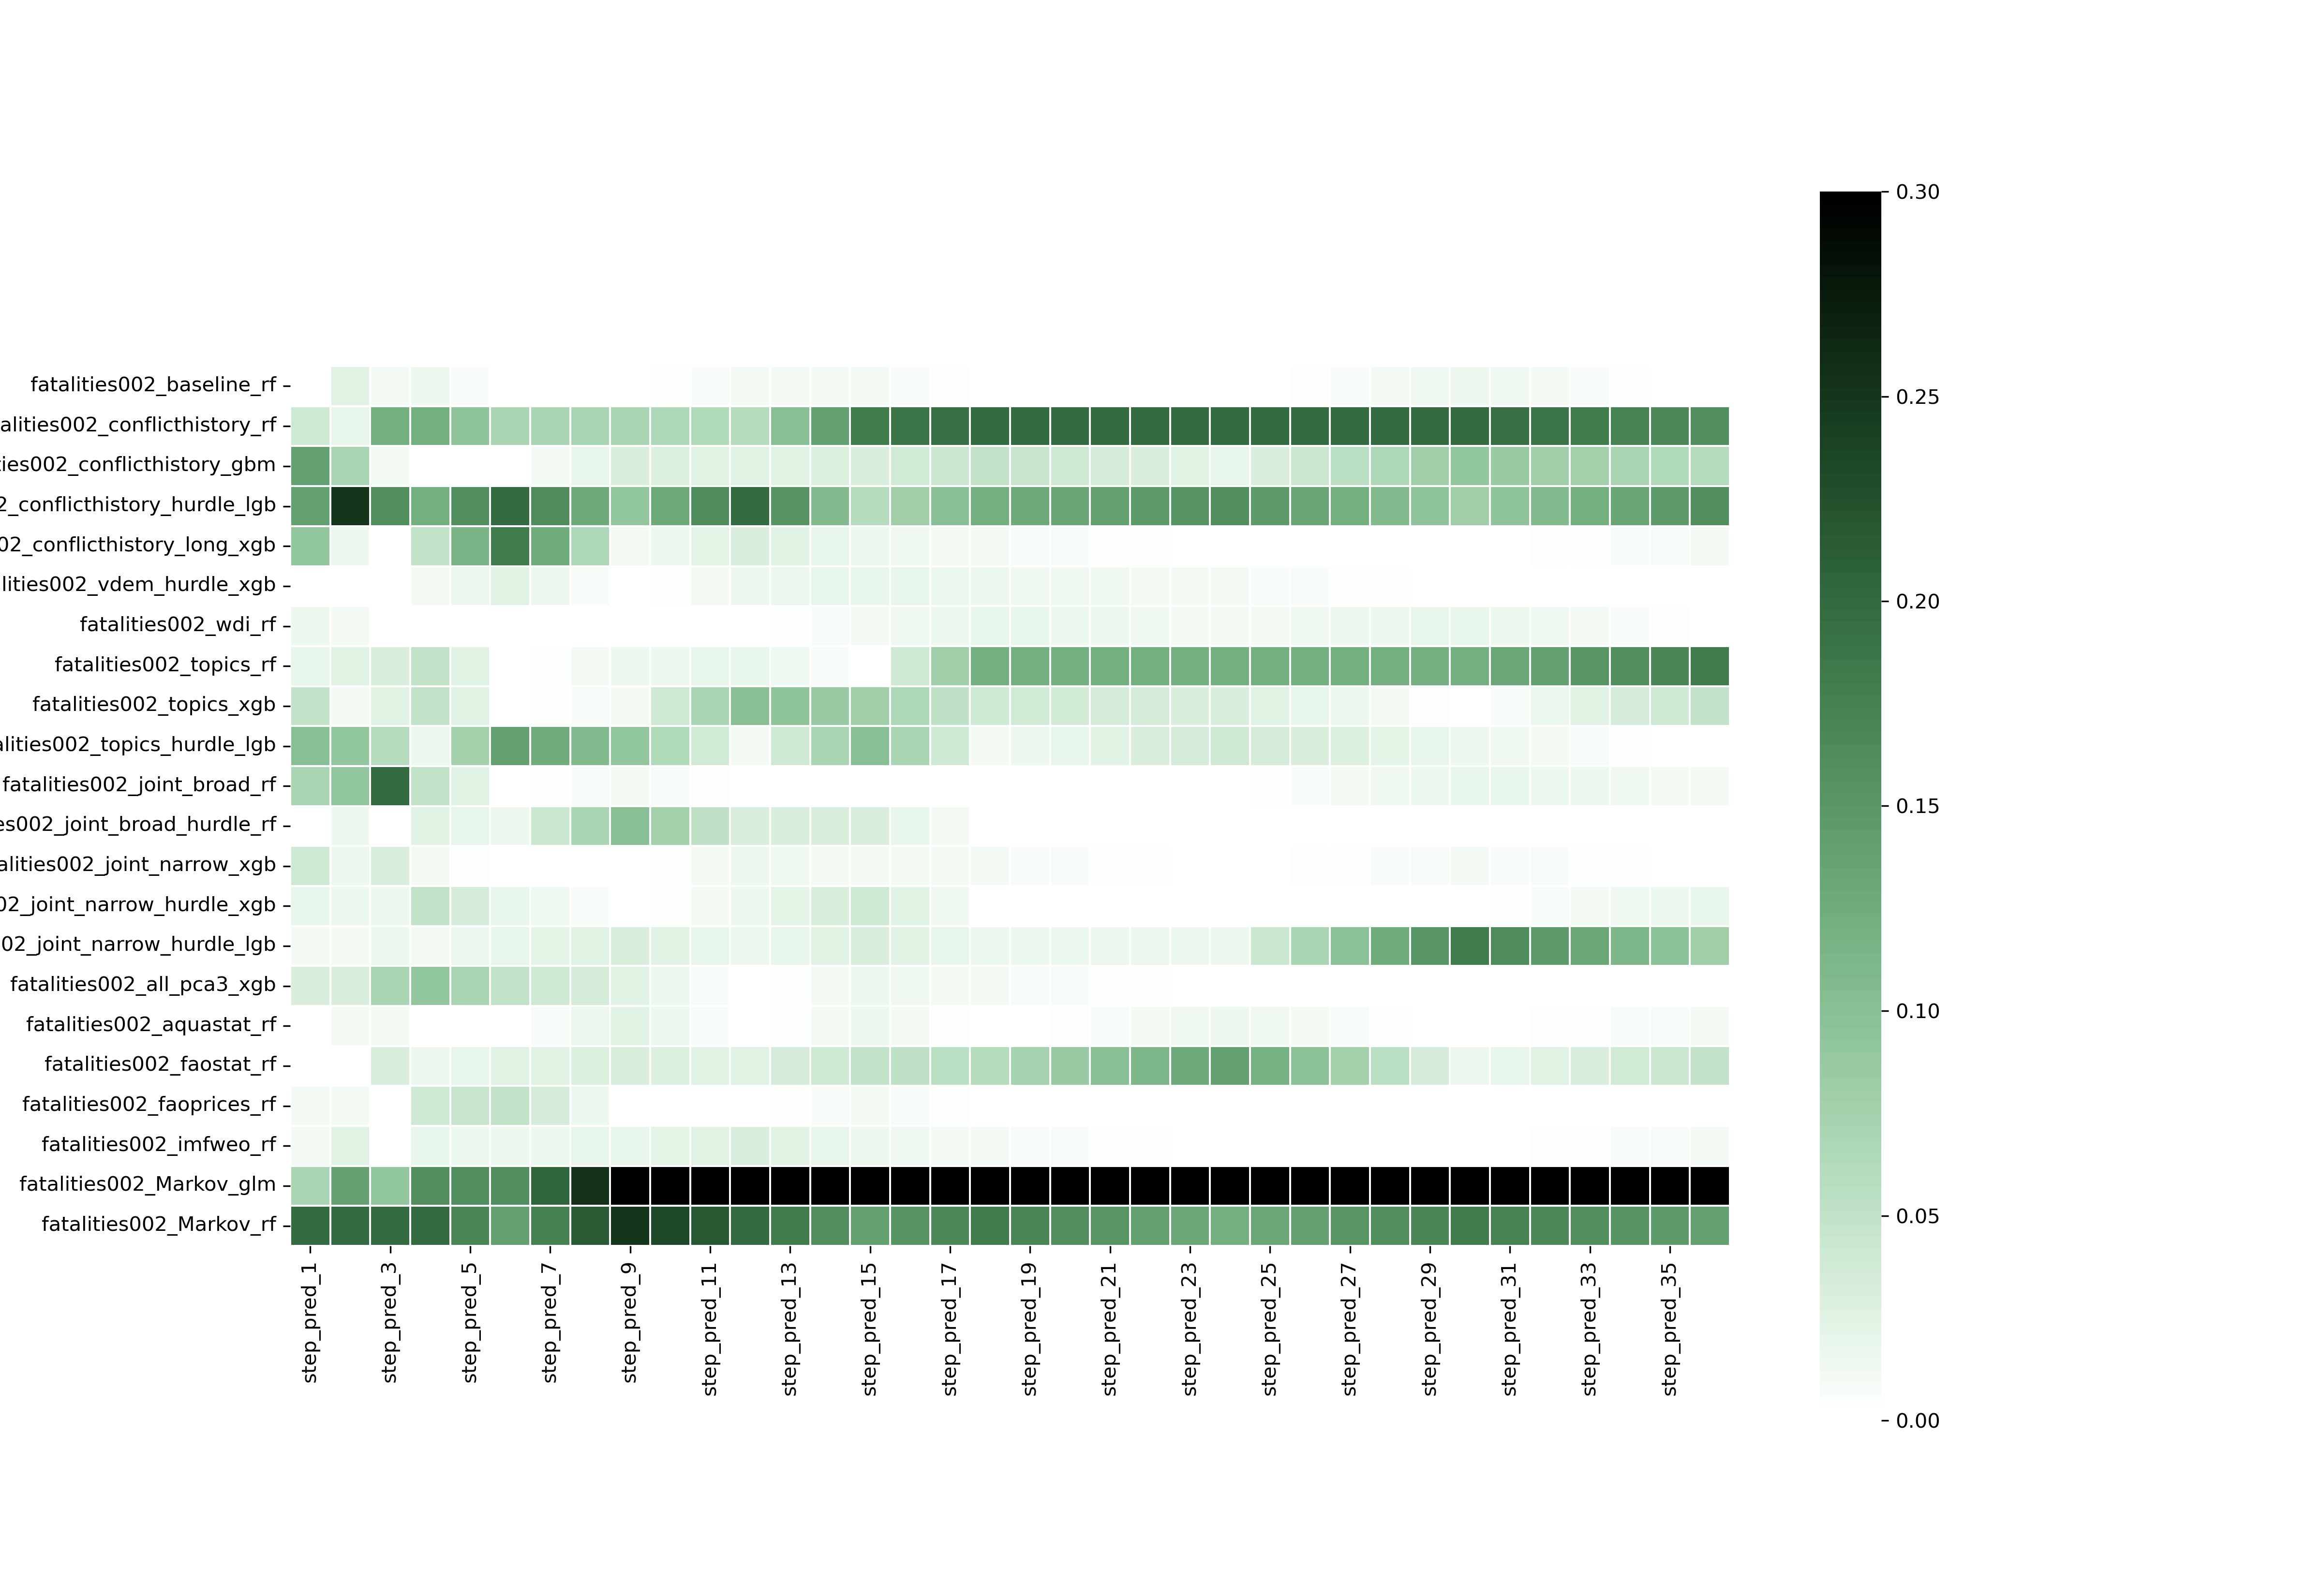 fatalities002_baseline_rf
alities002_conflicthistory_rf
ies002_conflicthistory_gbm
2_conflicthistory_hurdle_lgb
02_conflicthistory_long_xgb
lities002_vdem_hurdle_xgb
fatalities002_wdi_rf
fatalities002_topics_rf
fatalities002_topics_xgb
alities002_topics_hurdle_lgb
fatalities002_joint_broad_rf
es002_joint_broad_hurdle_rf
alities002_joint_narrow_xgb
02_joint_narrow_hurdle_xgb
02_joint_narrow_hurdle_lgb
fatalities002_all_pca3_xgb
fatalities002_aquastat_rf
fatalities002_faostat_rf
fatalities002_faoprices_rf
fatalities002_imfweo_rf
fatalities002_Markov_glm
fatalities002_Markov_rf
step_pred_1
step_pred_3
step_pred_5
step_pred_7
step_pred_9
step_pred_11
step_pred_13
step_pred_15
step_pred_17
step_pred_19
step_pred_21
step_pred_23
step_pred_25
step_pred_27
step_pred_29
step_pred_31
step_pred_33
step_pred_35
0.30
0.25
0.20
0.15
0.10
0.05
0.00